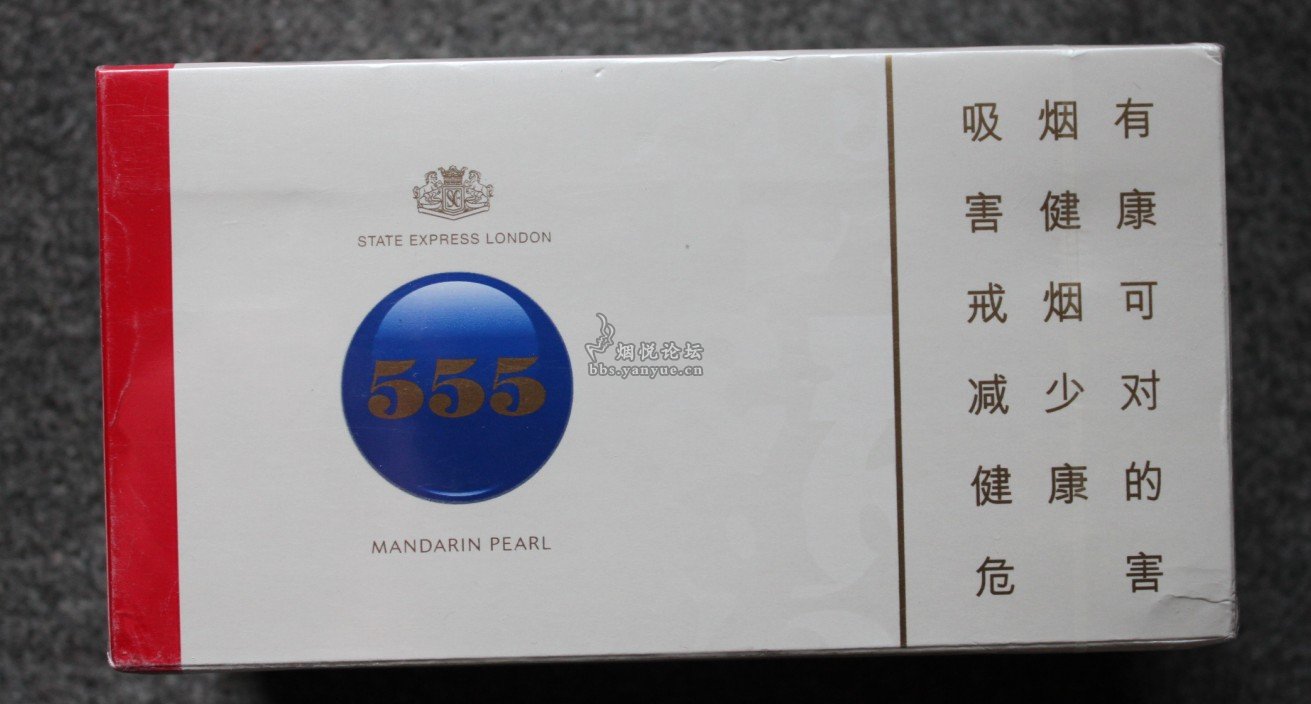 SC
STATE EXPRESS LONDON
555
MANDARIN PEARL
吸烟有
害健康
戒烟可
减少对
健康的
危害
烟悦论坛
bbs.yanyue.cn